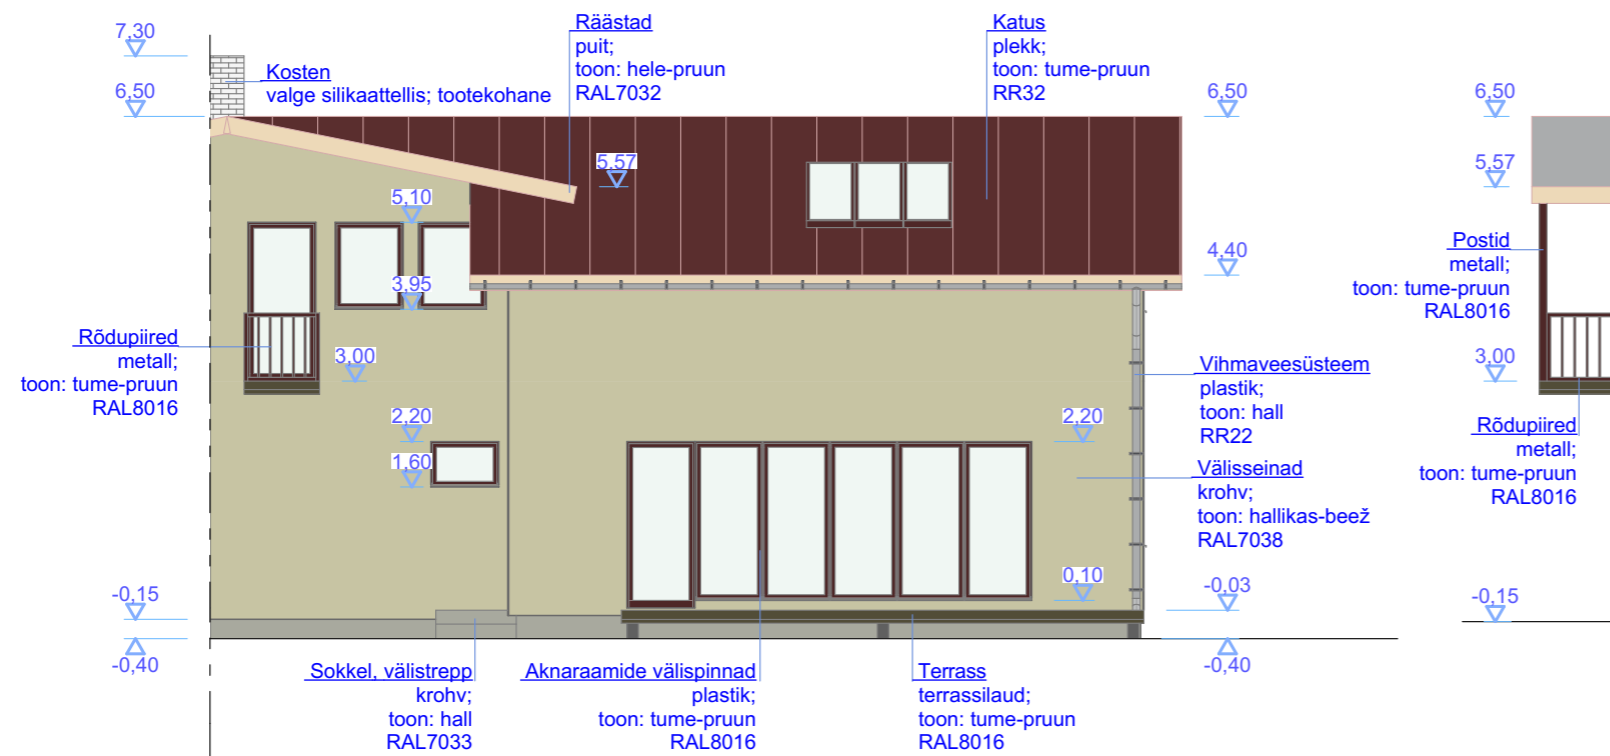 7,30
6,50
Kosten
valge silikaattellis; tootekohane
Räästad
puit;
toon: hele-pruun
RAL7032
Katus
plekk;
toon: tume-pruun
RR32
6,50
6,50
5,57
5,57
5,10
4,40
3,95
Postid
metall;
toon: tume-pruun
RAL8016
Rõdupiired
metall;
toon: tume-pruun
RAL8016
3,00
3,00
Vihmaveesüsteem
plastik;
toon: hall
RR22
2,20
2,20
1,60
Rõdupiired
metall;
toon: tume-pruun
RAL8016
Välisseinad
krohv;
toon: hallikas-beež
RAL7038
0,10
-0,15
-0,03
-0,15
-0,40
-0,40
Sokkel, välistrepp
krohv;
toon: hall
RAL7033
Aknaraamide välispinnad
plastik;
toon: tume-pruun
RAL8016
Terrass
terrassilaud;
toon: tume-pruun
RAL8016